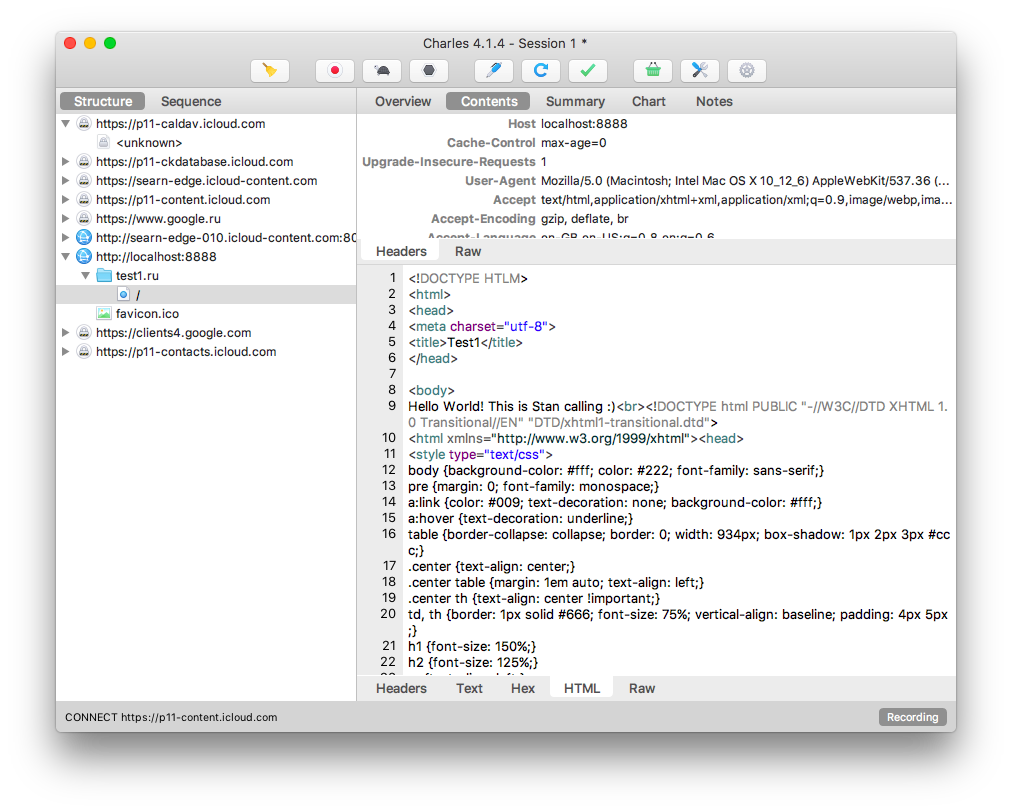 Charles 4.1.4 - Session 1 *
Structure
Sequence
https://p11-caldav.icloud.com
<unknown>
https://p11-ckdatabase.icloud.com
https://searn-edge.icloud-content.com
https://p11-content.icloud.com
https://www.google.ru
http://searn-edge-010.icloud-content.com:80
http://localhost:8888
test1.ru
/
favicon.ico
https://clients4.google.com
https://p11-contacts.icloud.com
Overview
Contents
Summary
Chart
Notes
Host localhost:8888
Cache-Control max-age=0
Upgrade-Insecure-Requests 1
User-Agent Mozilla/5.0 (Macintosh; Intel Mac OS X 10_12_6) AppleWebKit/537.36 (...
Accept text/html,application/xhtml+xml,application/xml;q=0.9,image/webp,ima...
Accept-Encoding gzip, deflate, br
Accept-Language en-GB,en-US;q=0.8,en;q=0.6
Headers
Raw
1 <!DOCTYPE HTLM>
2 <html>
3 <head>
4 <meta charset="utf-8">
5 <title>Test1</title>
6 </head>
7
8 <body>
9 Hello World! This is Stan calling :)<br><!DOCTYPE html PUBLIC "-//W3C//DTD XHTML 1.
0 Transitional//EN" "DTD/xhtml1-transitional.dtd">
10 <html xmlns="http://www.w3.org/1999/xhtml"><head>
11 <style type="text/css">
12 body {background-color: #fff; color: #222; font-family: sans-serif;}
13 pre {margin: 0; font-family: monospace;}
14 a:link {color: #009; text-decoration: none; background-color: #fff;}
15 a:hover {text-decoration: underline;}
16 table {border-collapse: collapse; border: 0; width: 934px; box-shadow: 1px 2px 3px #cc
c;}
17 .center {text-align: center;}
18 .center table {margin: 1em auto; text-align: left;}
19 .center th {text-align: center !important;}
20 td, th {border: 1px solid #666; font-size: 75%; vertical-align: baseline; padding: 4px 5px
;}
21 h1 {font-size: 150%;}
22 h2 {font-size: 125%;}
Headers
Text
Hex
HTML
Raw
CONNECT https://p11-content.icloud.com
Recording